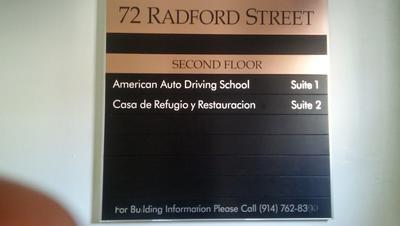 72 RADFORD STREET
SECOND FLOOR
American Auto Driving School Suite 1
Casa de Refugio y Restauracion Suite 2
For Building Information Please Call (914) 762-8390